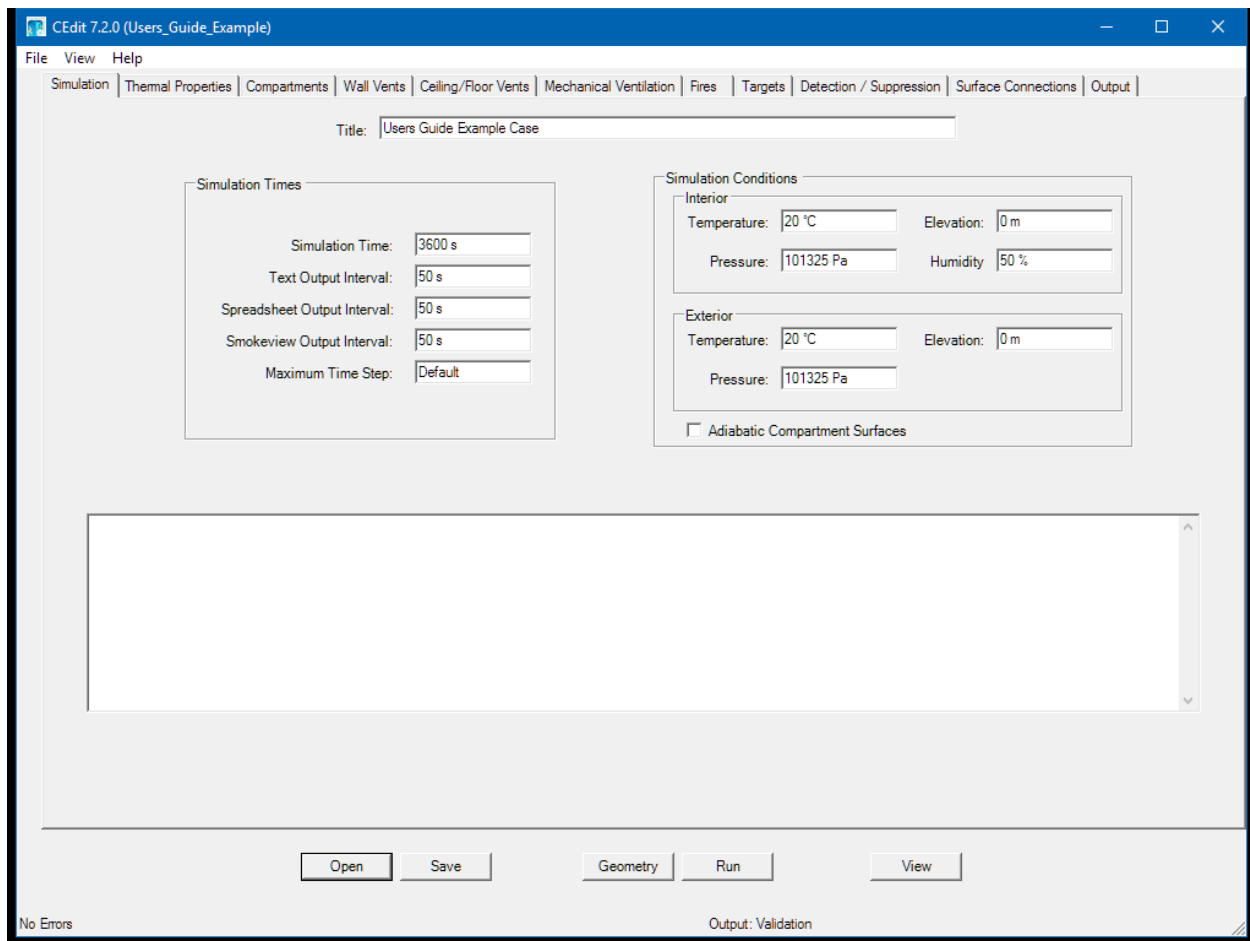 CEdit 7.2.0 (Users_Guide_Example)
File View Help
Simulation Thermal Properties Compartments Wall Vents Ceiling/Floor Vents Mechanical Ventilation Fires Targets Detection / Suppression Surface Connections Output
Title: Users Guide Example Case
Simulation Times
Simulation Time: 3600 s
Text Output Interval: 50 s
Spreadsheet Output Interval: 50 s
Smokeview Output Interval: 50 s
Maximum Time Step: Default
Simulation Conditions
Interior
Temperature: 20 °C Elevation: 0 m
Pressure: 101325 Pa Humidity 50 %
Exterior
Temperature: 20 °C Elevation: 0 m
Pressure: 101325 Pa
Adiabatic Compartment Surfaces
Open Save Geometry Run View
No Errors Output: Validation